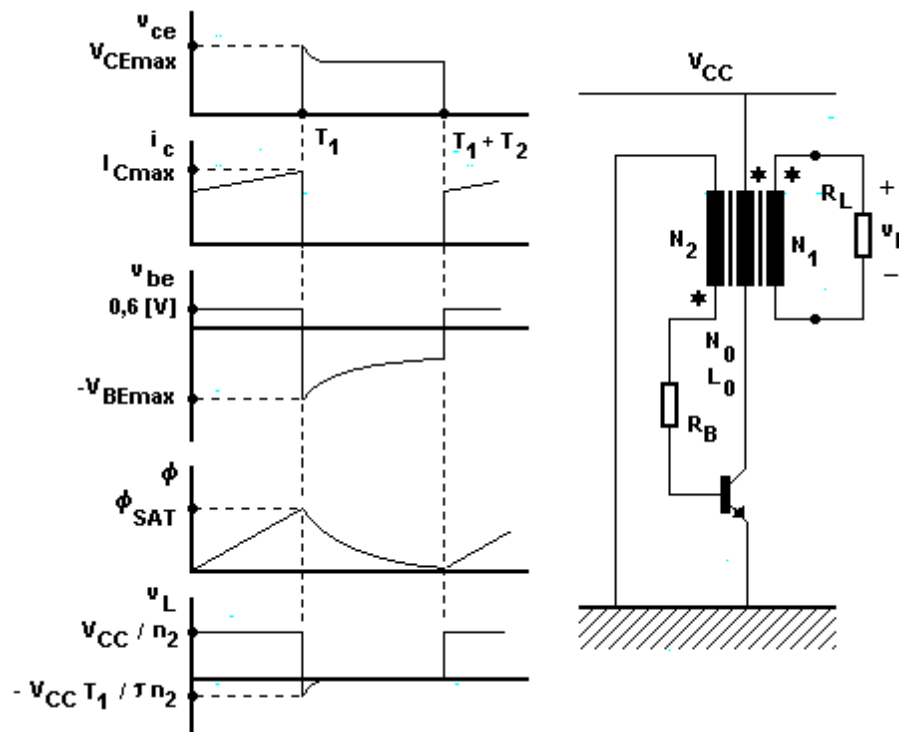 v ce
V CEmax
T 1
T 1 + T 2
i c
I Cmax
v be
0,6 [V]
-V BEmax
ϕ
ϕ SAT
v L
V CC / n 2
- V CC T 1 / τ n 2
V CC
R L
+
N 2
N 1
−
N 0
L 0
R B